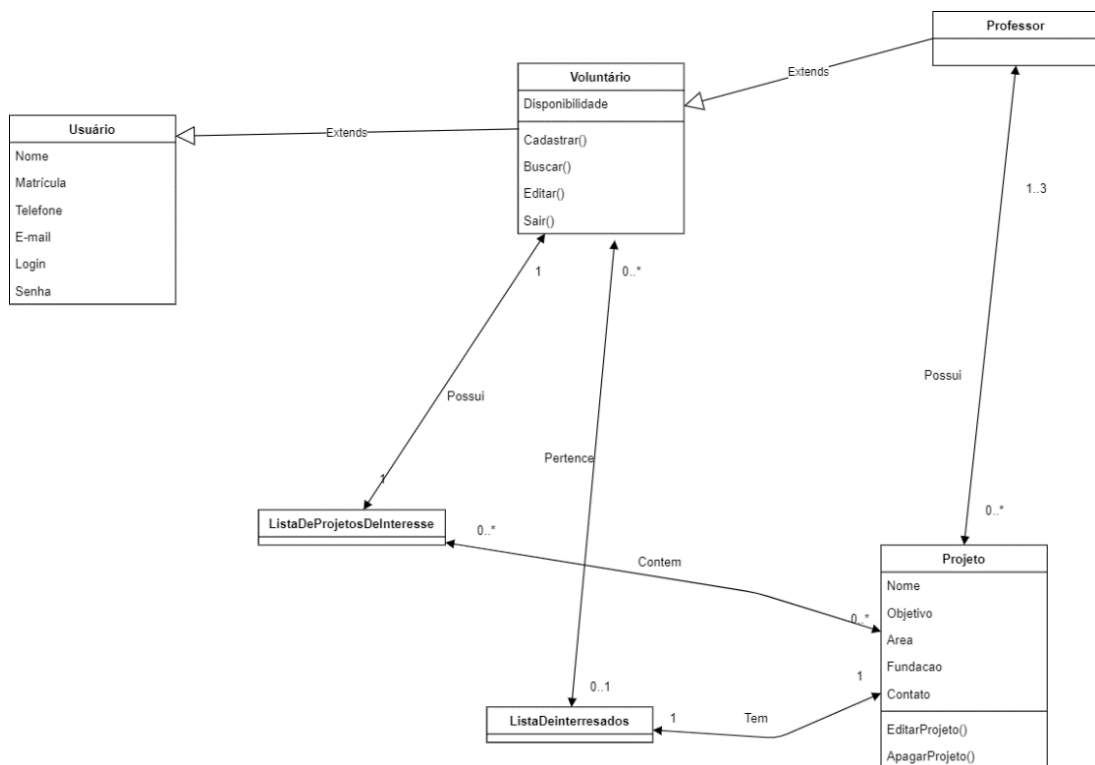 Professor
Voluntário
Extends
Disponibilidade
Usuário
Extends
Cadastrar()
Nome
Buscar()
Matrícula
1..3
Editar()
Telefone
Sair()
E-mail
1
0..*
Login
Senha
Possui
Possui
Pertence
1
ListaDeProjetosDeInteresse
0..*
0..*
Contem
Projeto
Nome
Objetivo
0..*
Area
Fundacao
1
0..1
Contato
ListaDeinterresados
1
Tem
EditarProjeto()
ApagarProjeto()